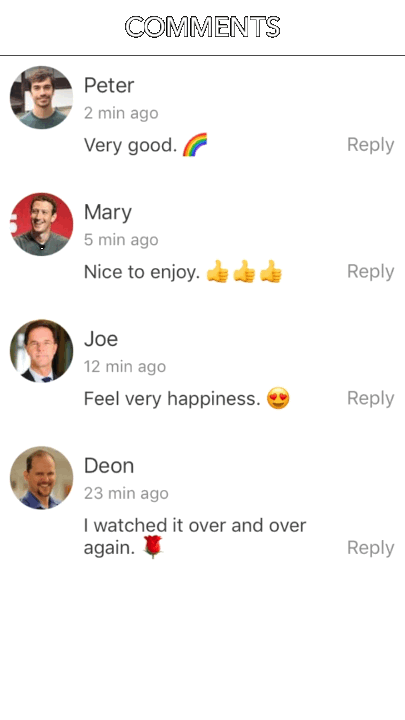 COMMENTS
Peter
2 min ago
Very good. 🌈
Reply
Mary
5 min ago
Nice to enjoy. 👍👍👍
Reply
Joe
12 min ago
Feel very happiness. 😍
Reply
Deon
23 min ago
I watched it over and over
again. 🌹
Reply